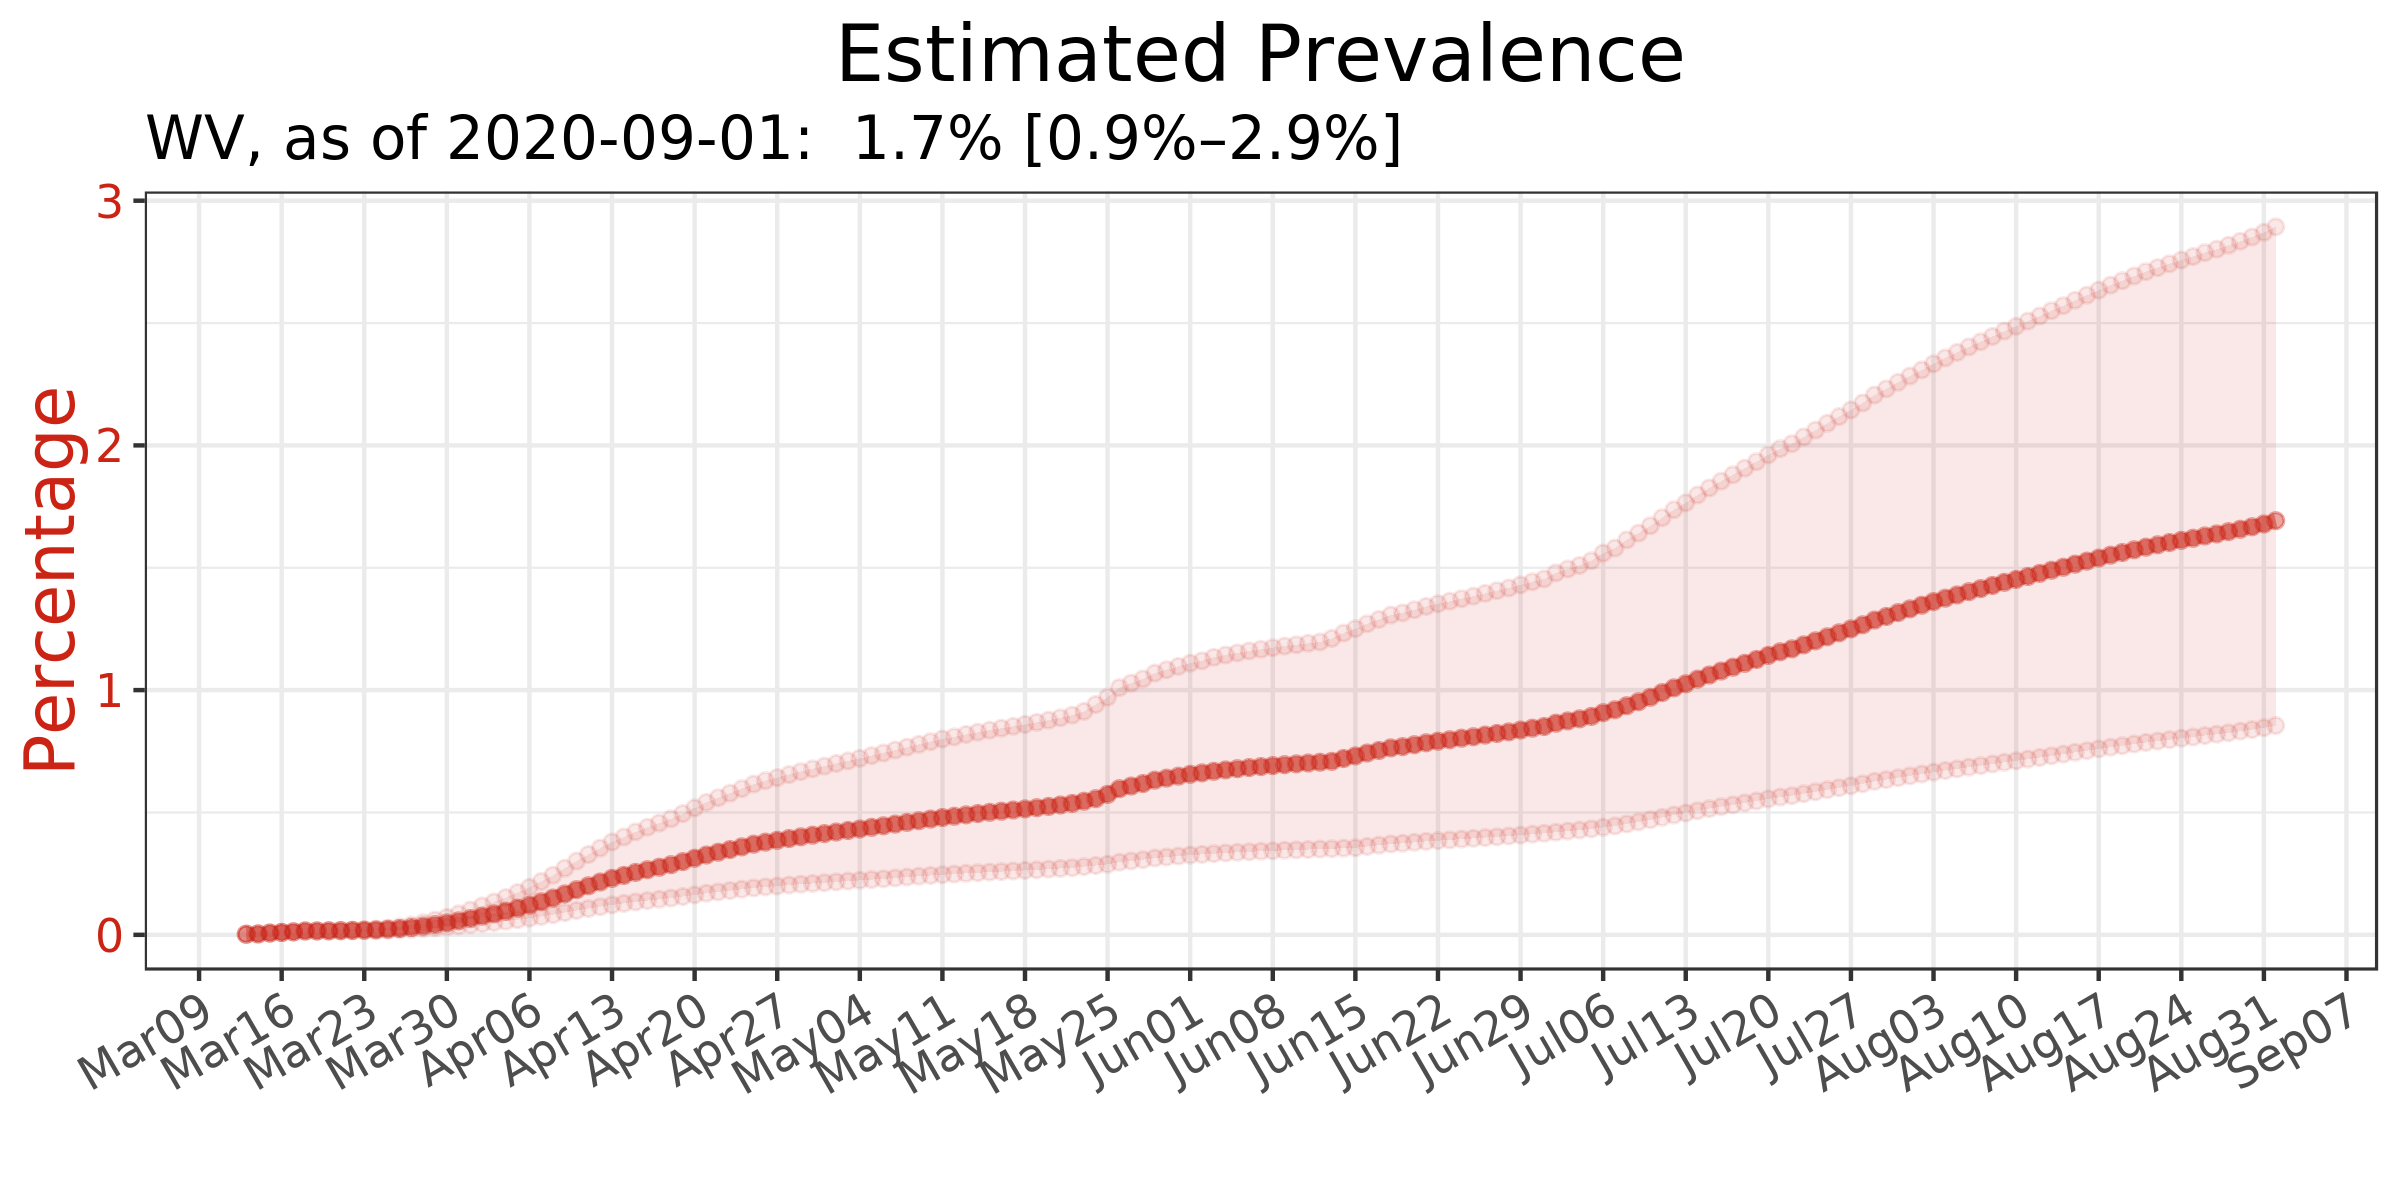 Estimated Prevalence
WV, as of 2020-09-01:  1.7% [0.9%–2.9%]
Percentage
3
2
1
0
Mar09
Mar16
Mar23
Mar30
Apr06
Apr13
Apr20
Apr27
May04
May11
May18
May25
Jun01
Jun08
Jun15
Jun22
Jun29
Jul06
Jul13
Jul20
Jul27
Aug03
Aug10
Aug17
Aug24
Aug31
Sep07